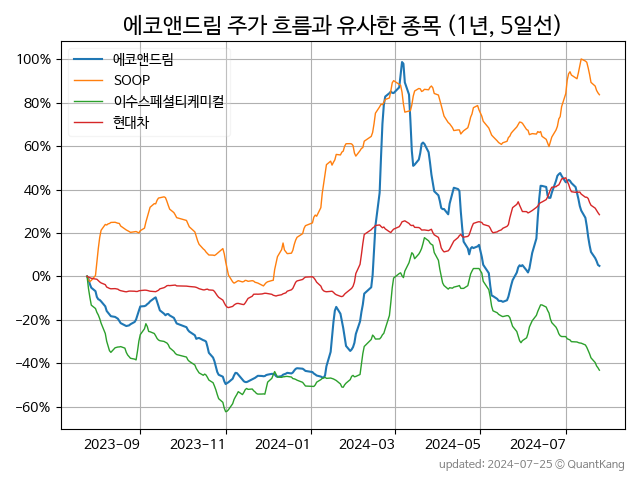 에코앤드림 주가 흐름과 유사한 종목 (1년, 5일선)
에코앤드림
SOOP
이수스페셜티케미컬
현대차
100%
80%
60%
40%
20%
0%
−20%
−40%
−60%
2023-09 2023-11 2024-01 2024-03 2024-05 2024-07
updated: 2024-07-25 © QuantKang